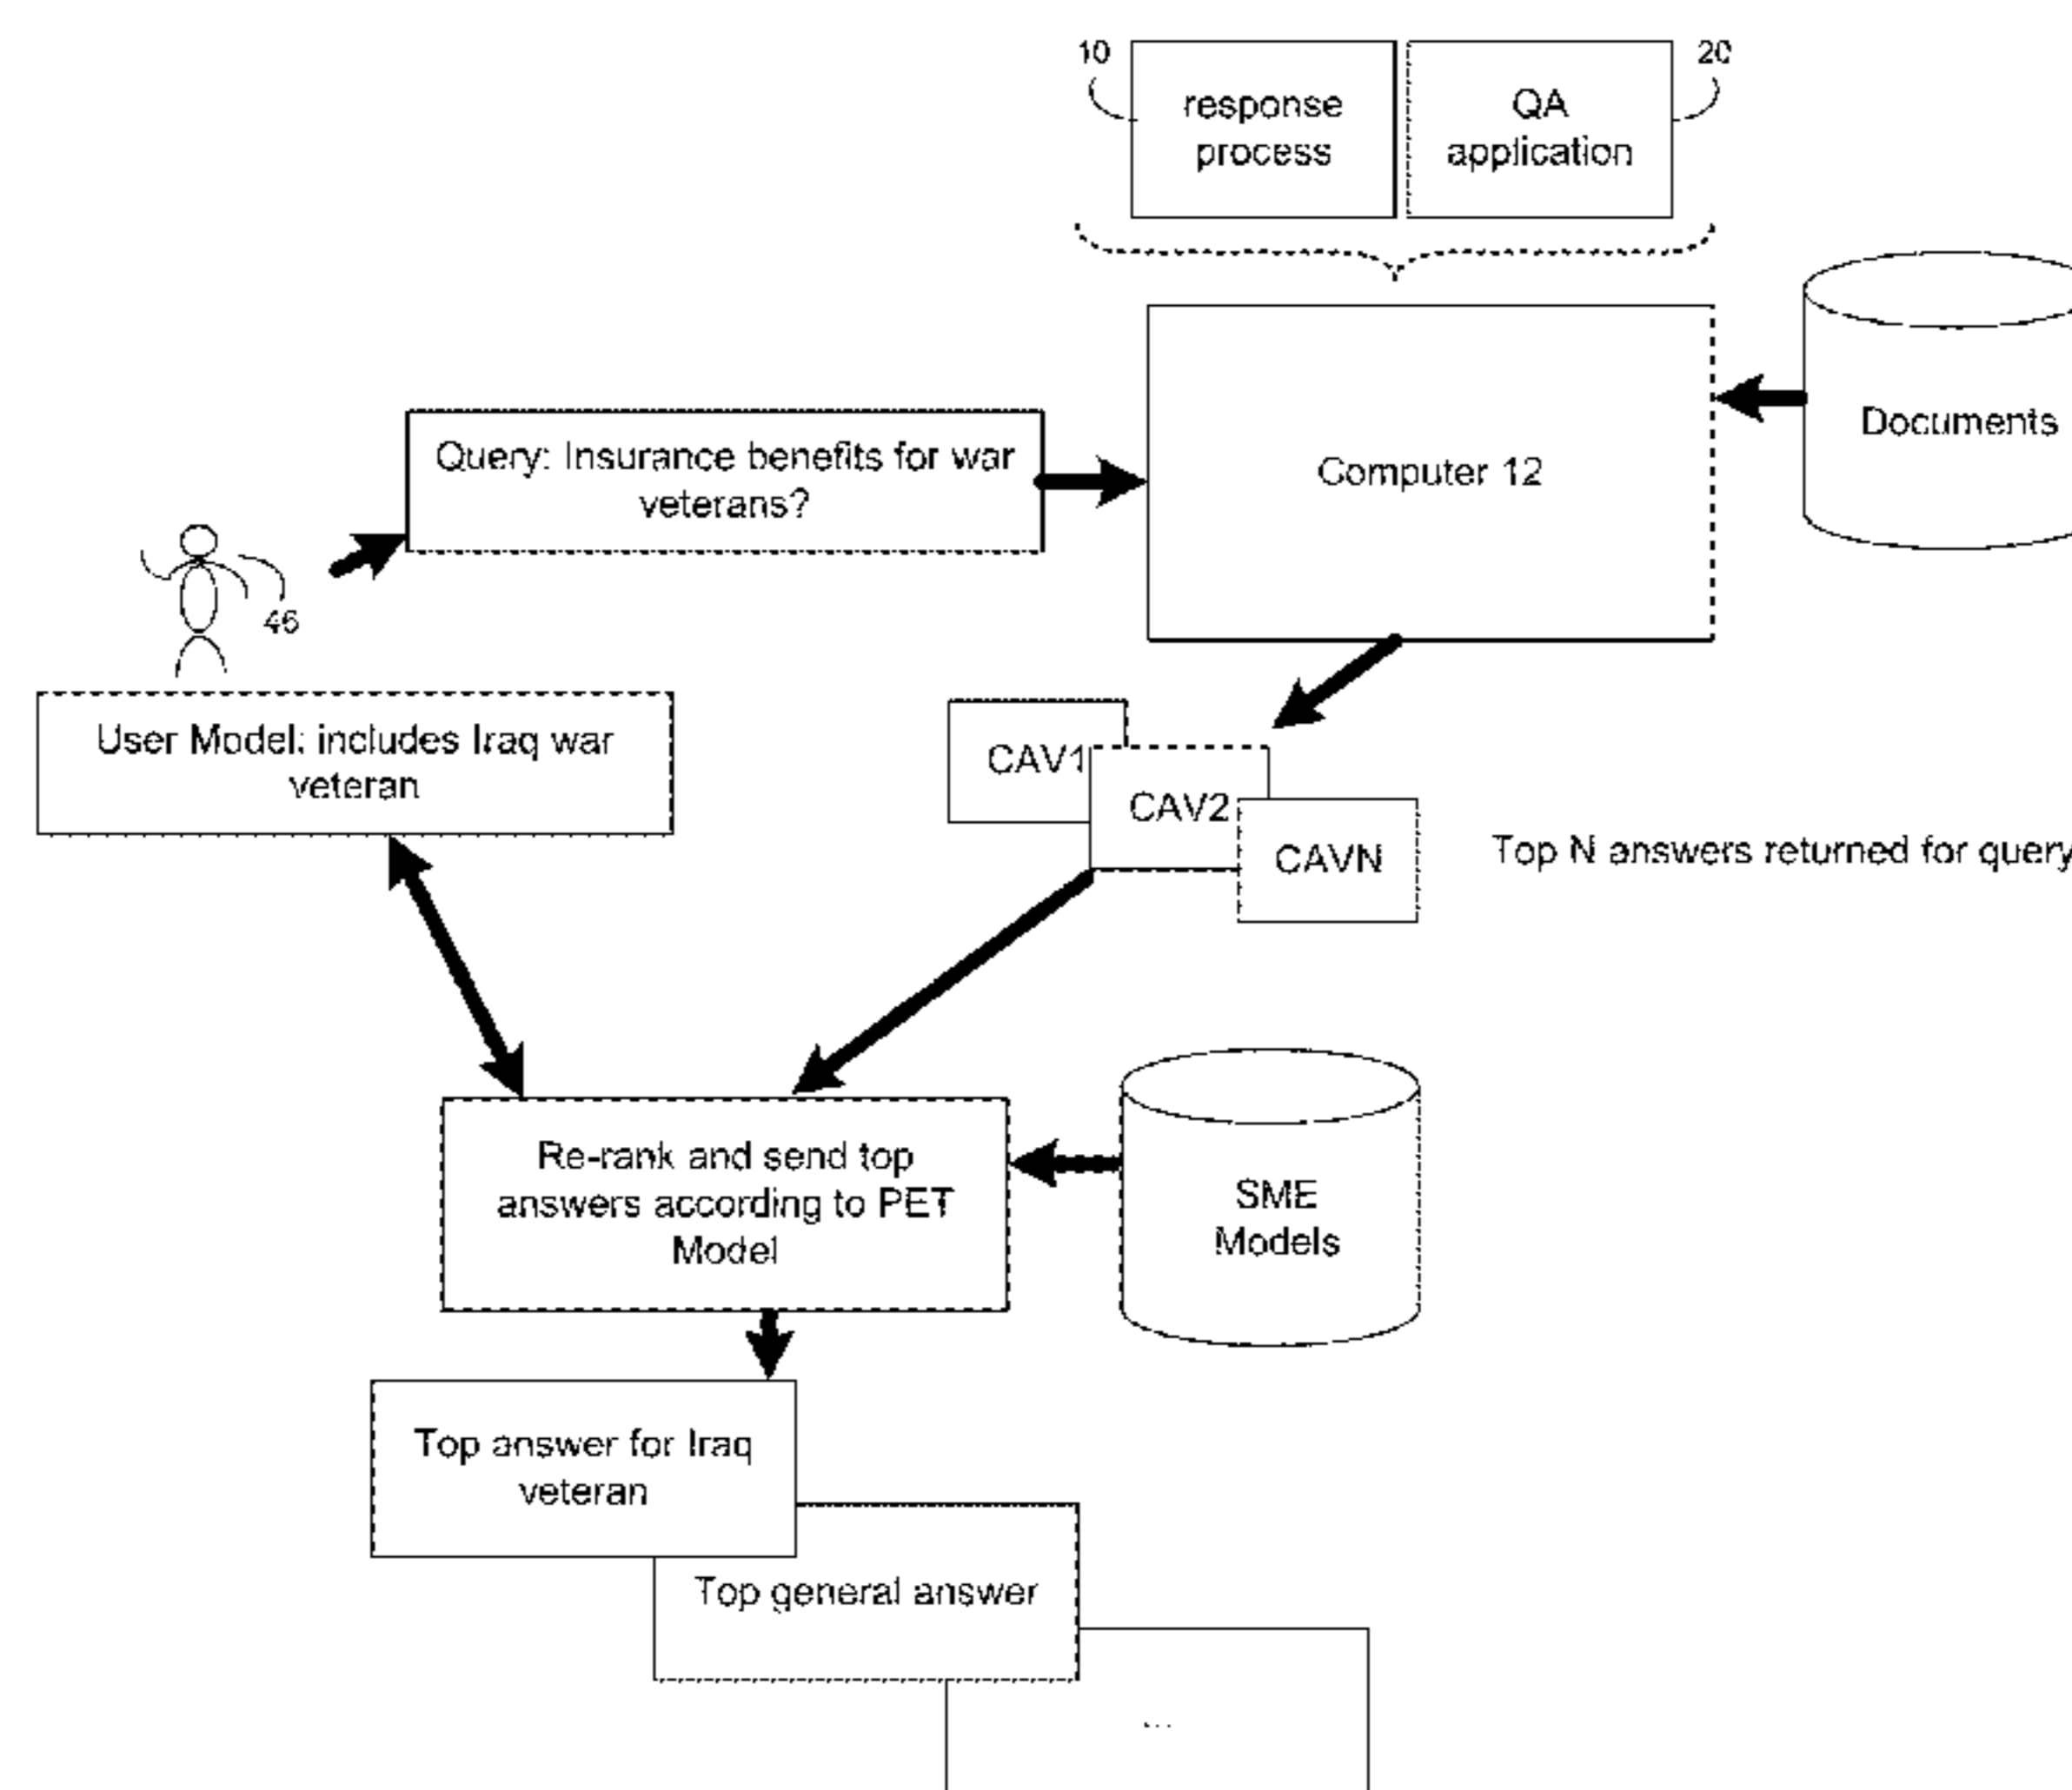 10
response
process
QA
application
20
Documents
Query: Insurance benefits for war
veterans?
Computer 12
46
User Model: includes Iraq war
veteran
CAV1
CAV2
CAVN
Top N answers returned for query
Re-rank and send top
answers according to PET
Model
SME
Models
Top answer for Iraq
veteran
Top general answer
...